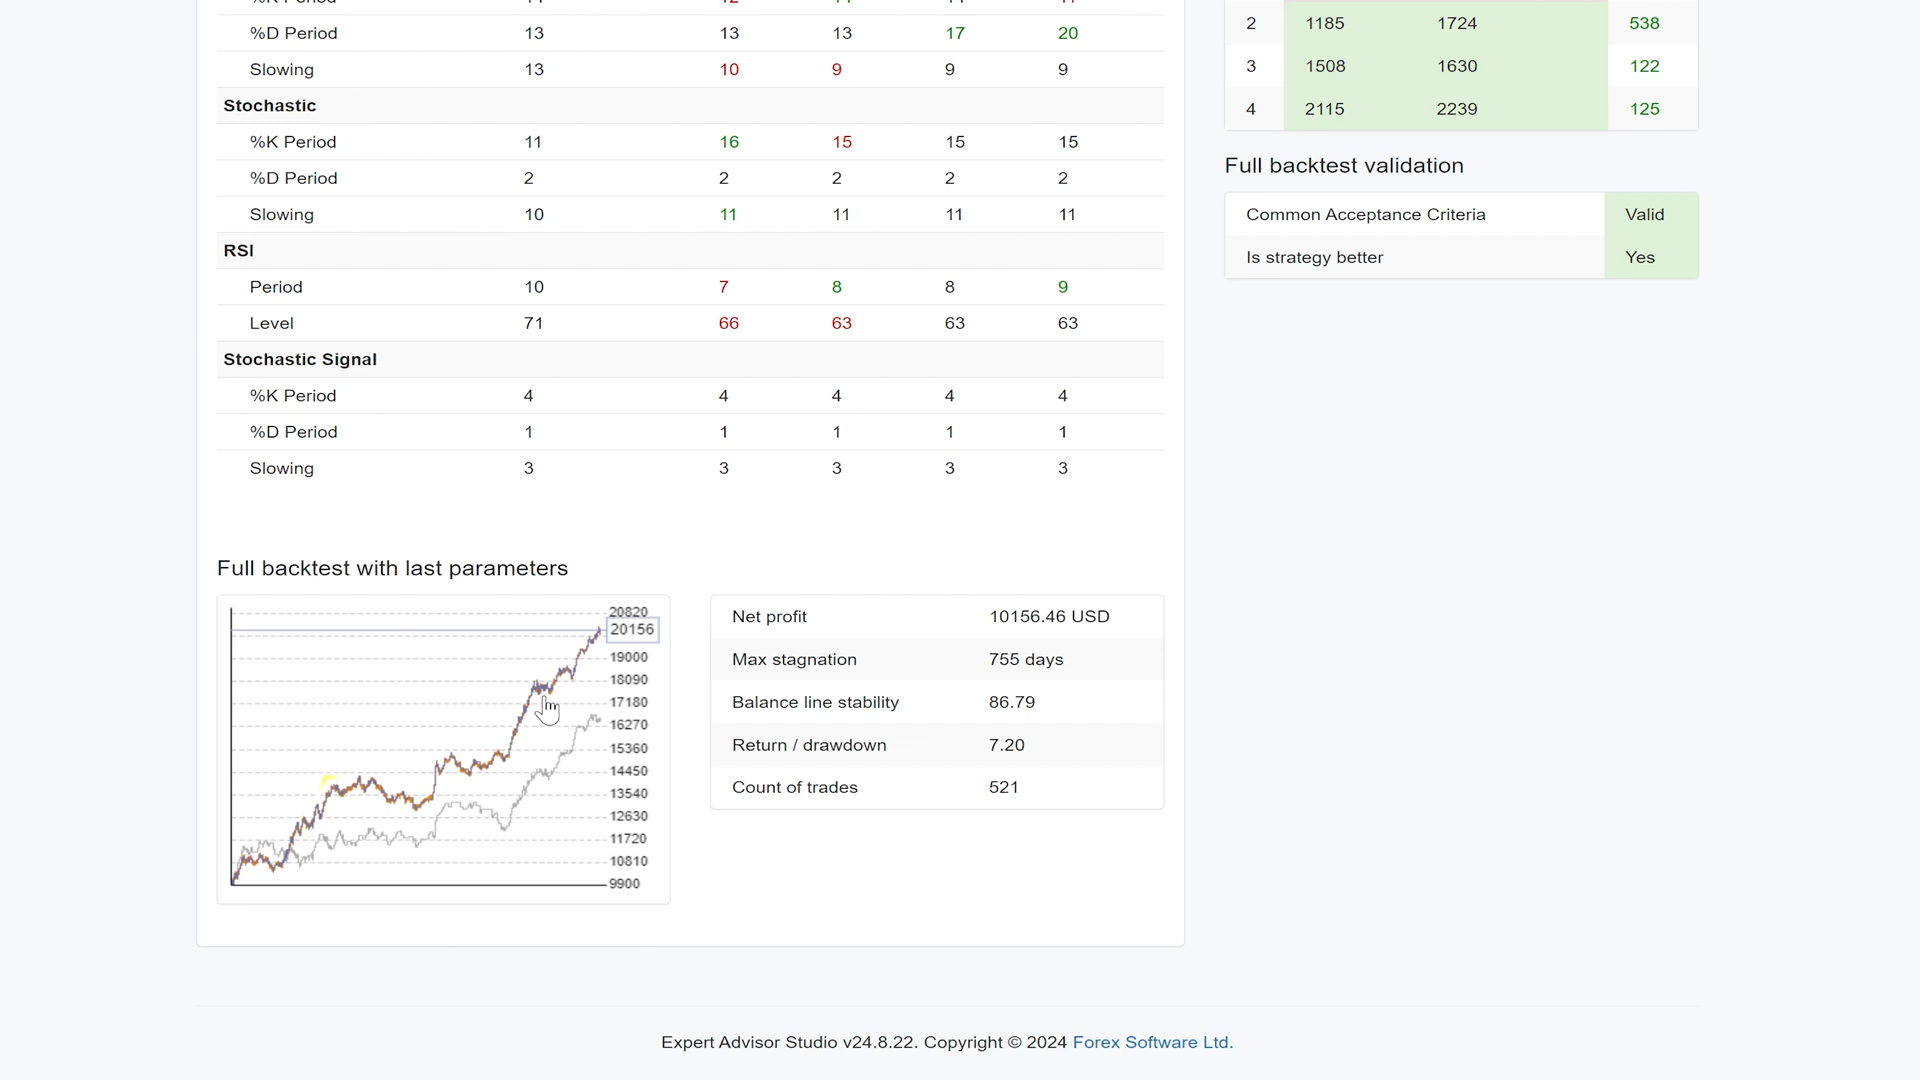 %D Period 13 13 13 17 20
Slowing 13 10 9 9 9
Stochastic
%K Period 11 16 15 15 15
%D Period 2 2 2 2 2
Slowing 10 11 11 11 11
RSI
Period 10 7 8 8 9
Level 71 66 63 63 63
Stochastic Signal
%K Period 4 4 4 4 4
%D Period 1 1 1 1 1
Slowing 3 3 3 3 3
2 1185 1724 538
3 1508 1630 122
4 2115 2239 125
Full backtest validation
Common Acceptance Criteria Valid
Is strategy better Yes
Full backtest with last parameters
20820
20156
19000
18090
17180
16270
15360
14450
13540
12630
11720
10810
9900
Net profit 10156.46 USD
Max stagnation 755 days
Balance line stability 86.79
Return / drawdown 7.20
Count of trades 521
Expert Advisor Studio v24.8.22. Copyright © 2024 Forex Software Ltd.